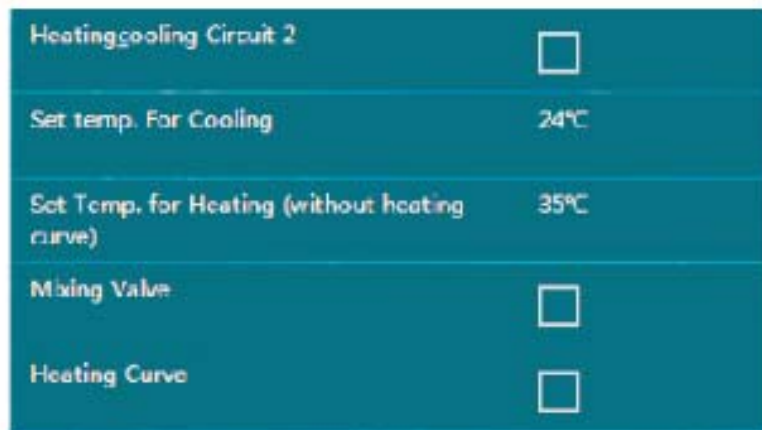 Heatingcooling Circuit 2
Set temp. For Cooling 24°C
Set Temp. for Heating (without heating 35°C
curve)
Mixing Valve
Heating Curve